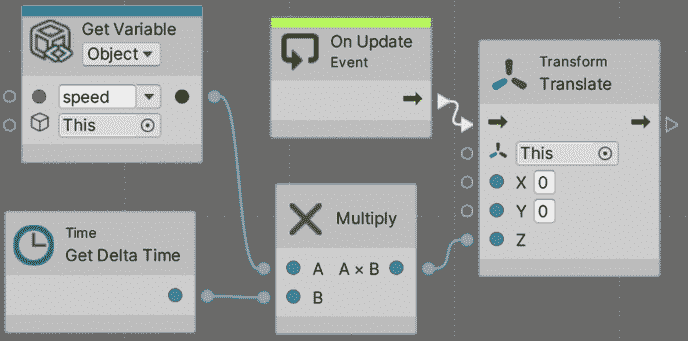 Get Variable
Object
speed
This
On Update
Event
Transform
Translate
This
X 0
Y 0
Z
Time
Get Delta Time
Multiply
A A × B
B